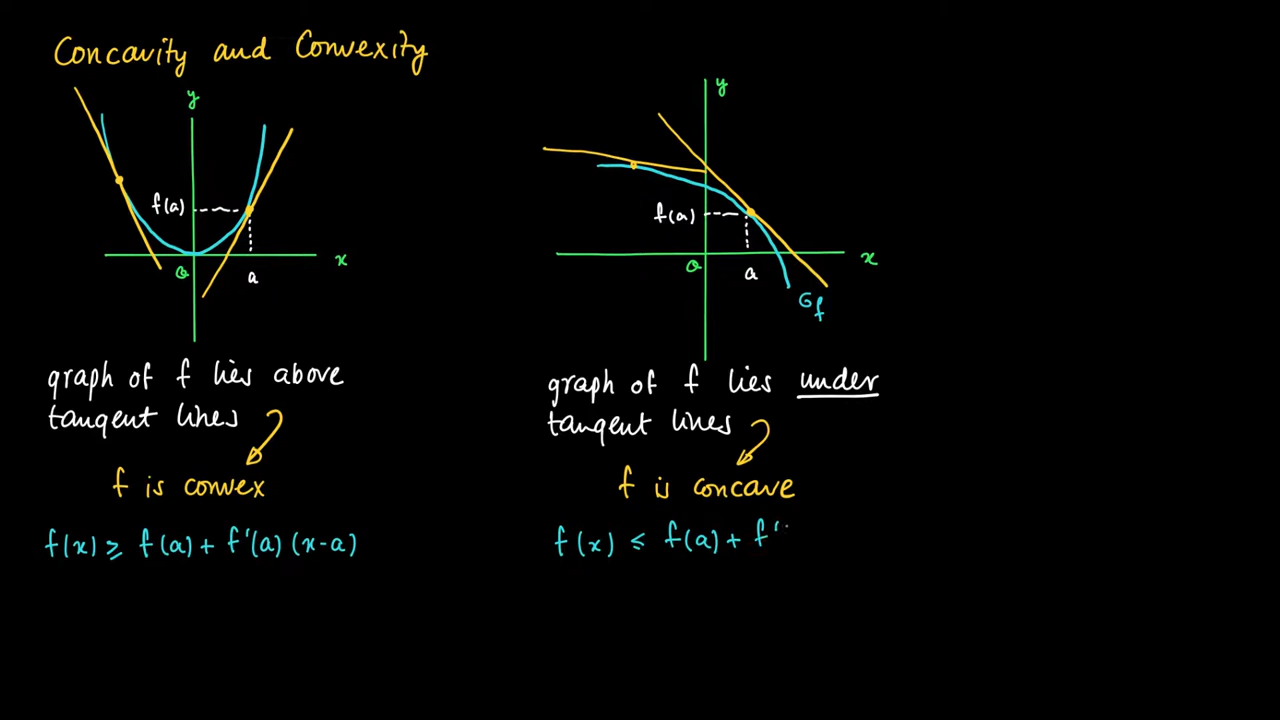 Concavity and Convexity
y
f(a)
x
O
a
graph of f lies above
tangent lines
f is convex
f(x) ≥ f(a) + f'(a) (x-a)
y
f(a)
x
O
a
G_f
graph of f lies under
tangent lines
f is concave
f(x) ≤ f(a) + f'